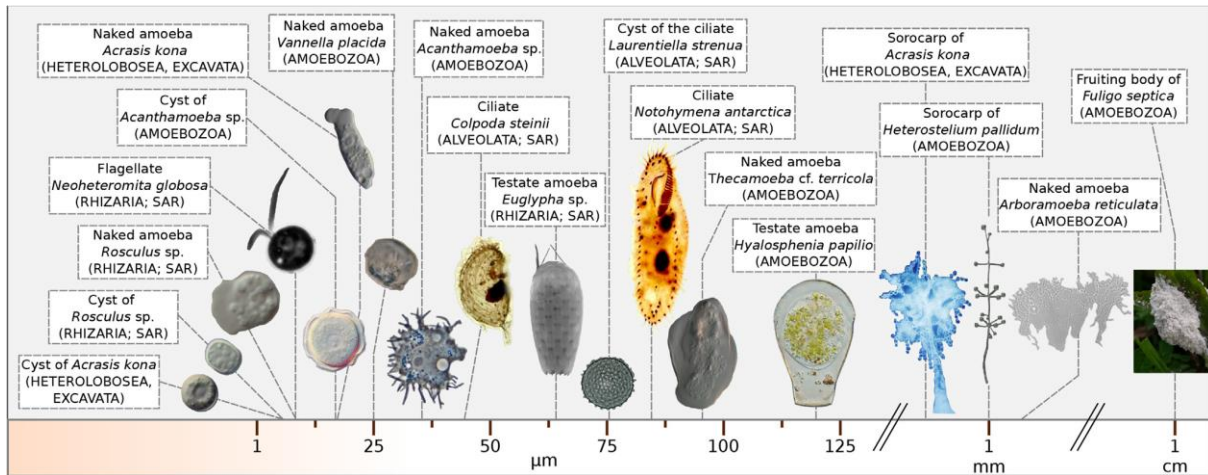 Naked amoeba
Acrasis kona
(HETEROLOBOSEA, EXCAVATA)
Cyst of
Acanthamoeba sp.
(AMOEBOZOA)
Flagellate
Neoheteromita globosa
(RHIZARIA; SAR)
Naked amoeba
Rosculus sp.
(RHIZARIA; SAR)
Cyst of
Rosculus sp.
(RHIZARIA; SAR)
Cyst of Acrasis kona
(HETEROLOBOSEA,
EXCAVATA)
Naked amoeba
Vannella placida
(AMOEBOZOA)
Naked amoeba
Acanthamoeba sp.
(AMOEBOZOA)
Ciliate
Colpoda steinii
(ALVEOLATA; SAR)
Testate amoeba
Euglypha sp.
(RHIZARIA; SAR)
Cyst of the ciliate
Laurentiella strenua
(ALVEOLATA; SAR)
Ciliate
Notohymena antarctica
(ALVEOLATA; SAR)
Naked amoeba
Thecamoeba cf. terricola
(AMOEBOZOA)
Testate amoeba
Hyalosphenia papilio
(AMOEBOZOA)
Sorocarp of
Acrasis kona
(HETEROLOBOSEA, EXCAVATA)
Sorocarp of
Heterostelium pallidum
(AMOEBOZOA)
Naked amoeba
Arboramoeba reticulata
(AMOEBOZOA)
Fruiting body of
Fuligo septica
(AMOEBOZOA)
1 25 50 75 100 125 1 1
μm mm cm